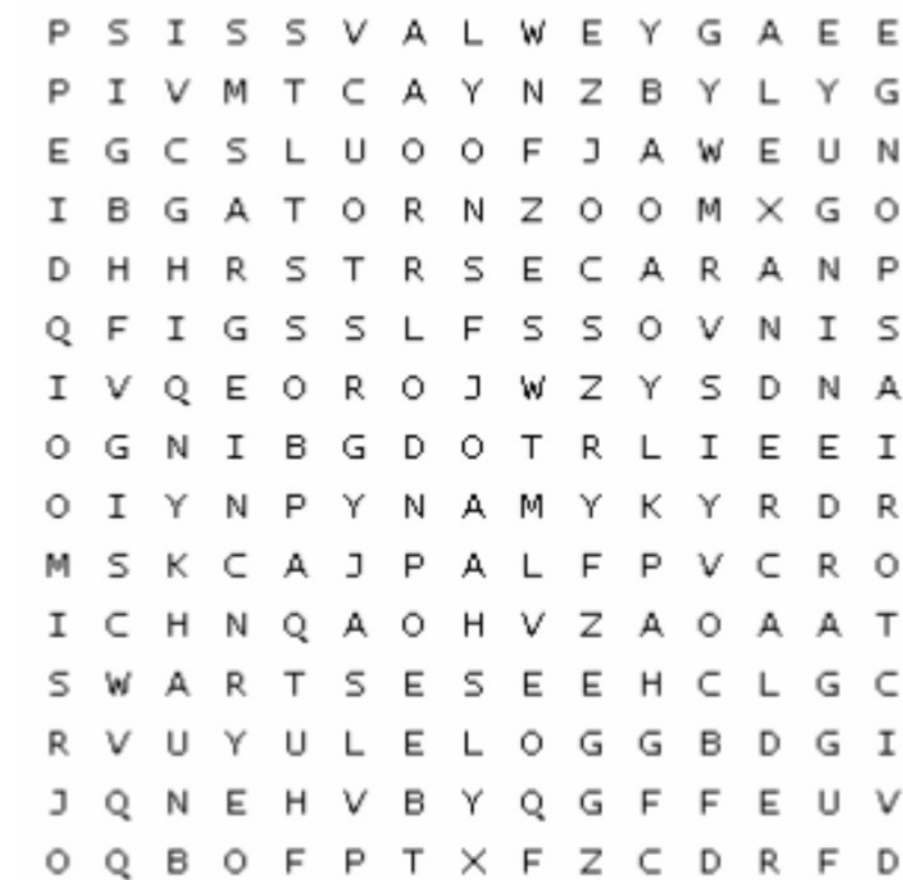 P S I S S V A L W E Y G A E E
P I V M T C A Y N Z B Y L Y G
E G C S L U O O F J A W E U N
I B G A T O R N Z O O M X G O
D H H R S T R S E C A R A N P
Q F I G S S L F S S O V N I S
I V Q E O R O J W Z Y S D N A
O G N I B G D O T R L I E E I
O I Y N P Y N A M Y K Y R D R
M S K C A J P A L F P V C R O
I C H N Q A O H V Z A O A A T
S W A R T S E S E E H C L G C
R V U Y U L E L O G G B D G I
J Q N E H V B Y Q G F F E U V
O Q B O F P T X F Z C D R F D